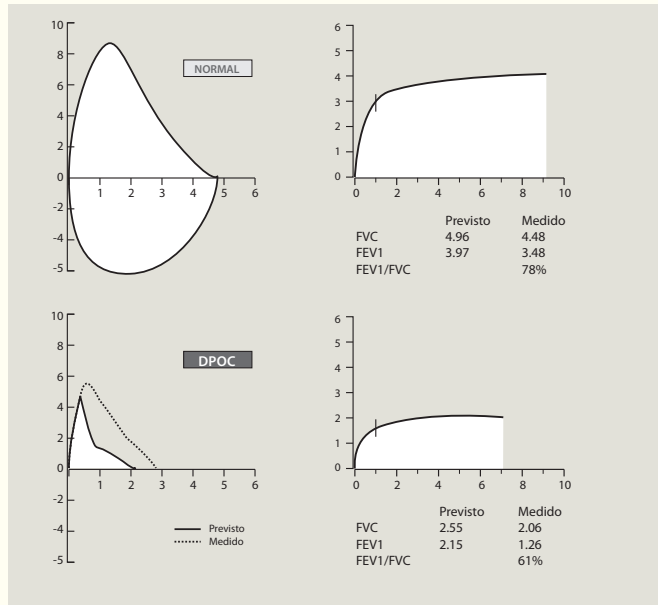 10
8
6
4
2
0
-2
-4
-5
1 2 3 4 5 6
NORMAL
6
5
4
3
2
1
0
0 2 4 6 8 10
Previsto Medido
FVC 4.96 4.48
FEV1 3.97 3.48
FEV1/FVC 78%
10
8
6
4
2
0
-2
-4
-5
1 2 3 4 5 6
DPOC
Previsto
Medido
6
5
4
3
2
1
0
0 2 4 6 8 10
Previsto Medido
FVC 2.55 2.06
FEV1 2.15 1.26
FEV1/FVC 61%